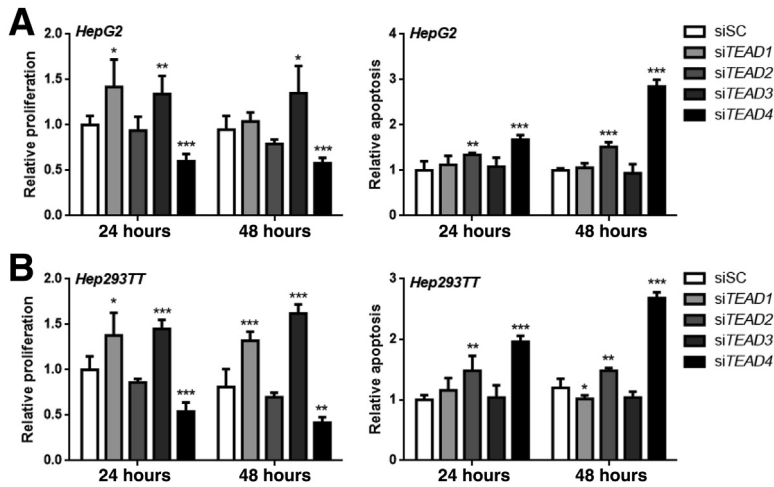 A
HepG2
Relative proliferation
2.0
1.5
1.0
0.5
0.0
*
**
***
*
***
24 hours
48 hours
HepG2
Relative apoptosis
4
3
2
1
0
**
***
***
***
24 hours
48 hours
siSC
siTEAD1
siTEAD2
siTEAD3
siTEAD4
B
Hep293TT
Relative proliferation
2.0
1.5
1.0
0.5
0.0
*
***
***
***
***
**
24 hours
48 hours
Hep293TT
Relative apoptosis
3
2
1
0
**
***
*
**
***
24 hours
48 hours
siSC
siTEAD1
siTEAD2
siTEAD3
siTEAD4